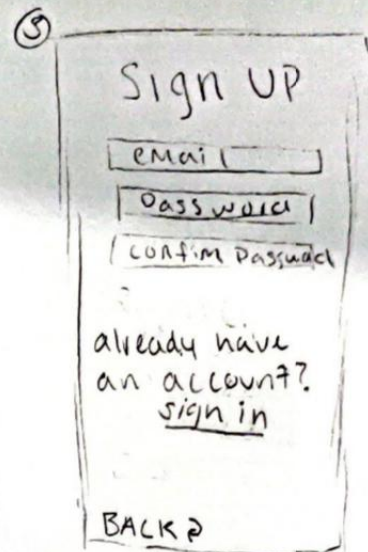 5
Sign UP
email
Password
confim Password
already have
an account?
sign in
BACK